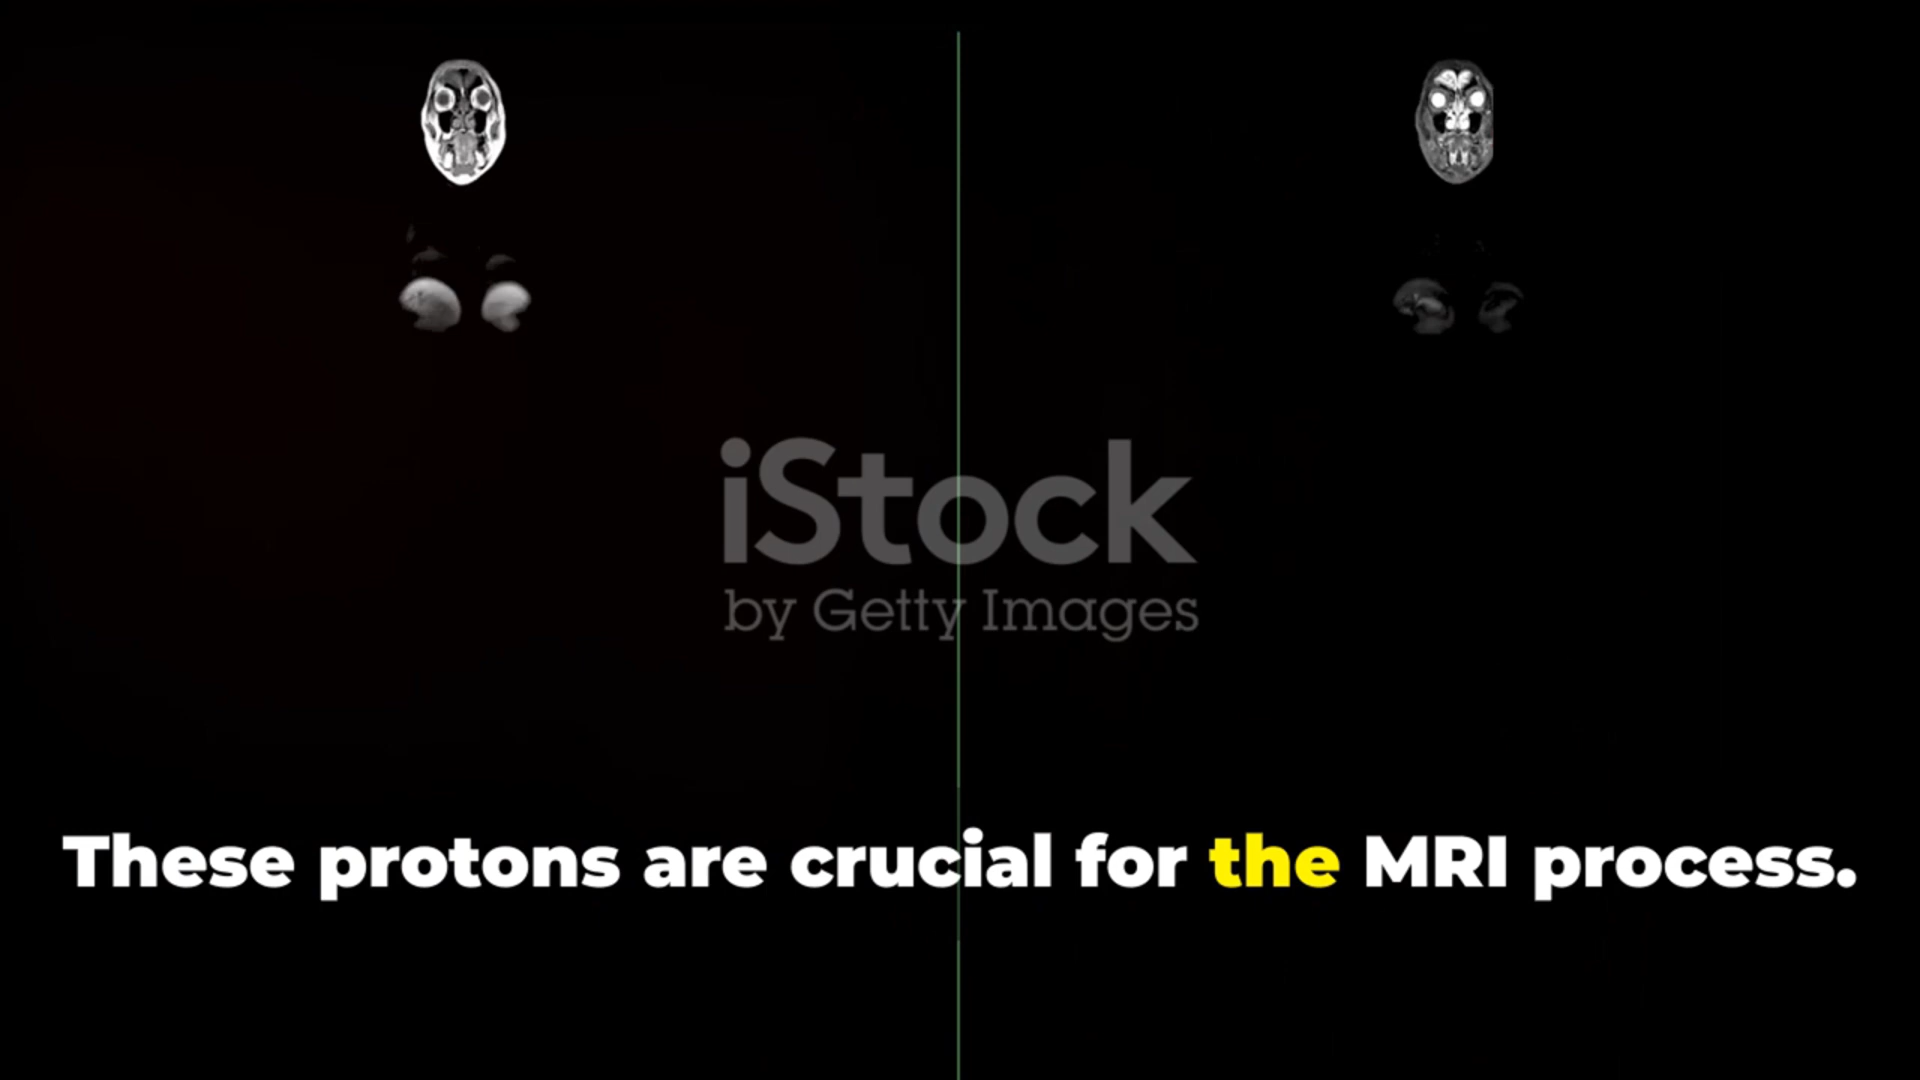 iStock
by Getty Images
These protons are crucial for the MRI process.